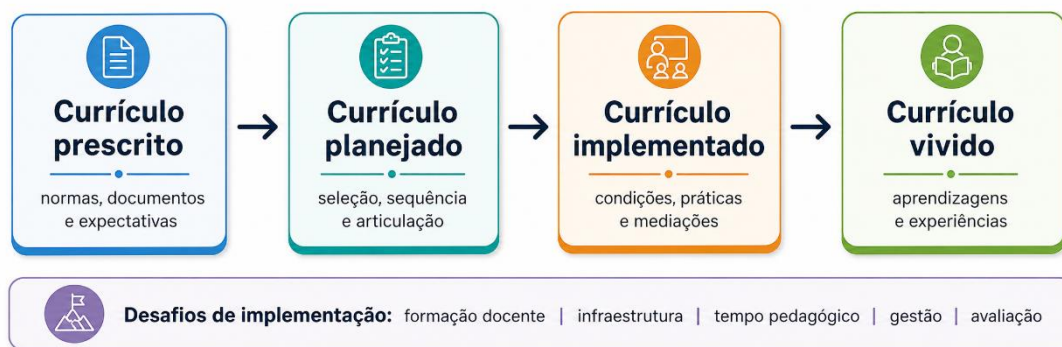 Currículo
prescrito
normas, documentos
e expectativas
Currículo
planejado
seleção, sequência
e articulação
Currículo
implementado
condições, práticas
e mediações
Currículo
vivido
aprendizagens
e experiências
Desafios de implementação: formação docente | infraestrutura | tempo pedagógico | gestão | avaliação